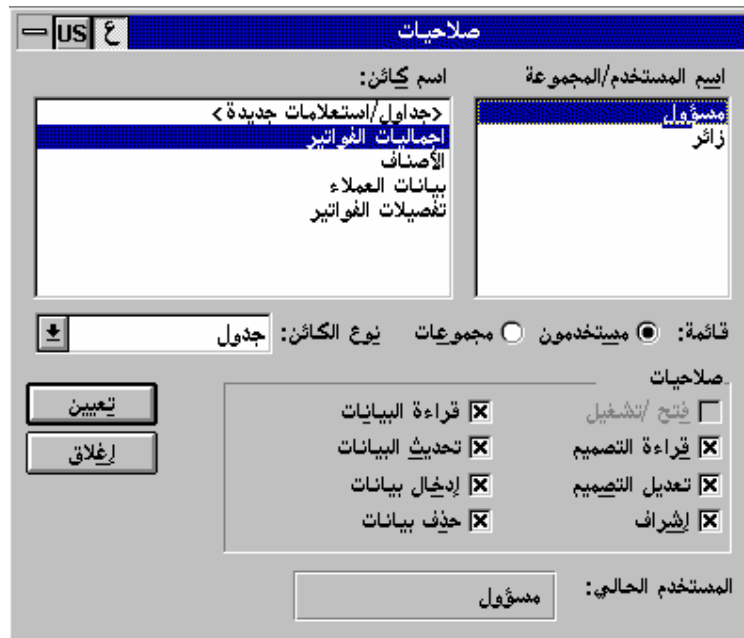 صلاحيات ع US
اسم المستخدم/المجموعة
مسؤول
زائر
اسم كائن:
<جداول/استعلامات جديدة>
اجماليات الفواتير
الأصناف
بيانات العملاء
تفصيلات الفواتير
قائمة: مستخدمون مجموعات نوع الكائن: جدول
صلاحيات
فتح /تشغيل قراءة البيانات
قراءة التصميم تحديث البيانات
تعديل التصميم إدخال بيانات
إشراف حذف بيانات
تعيين
إغلاق
المستخدم الحالي: مسؤول